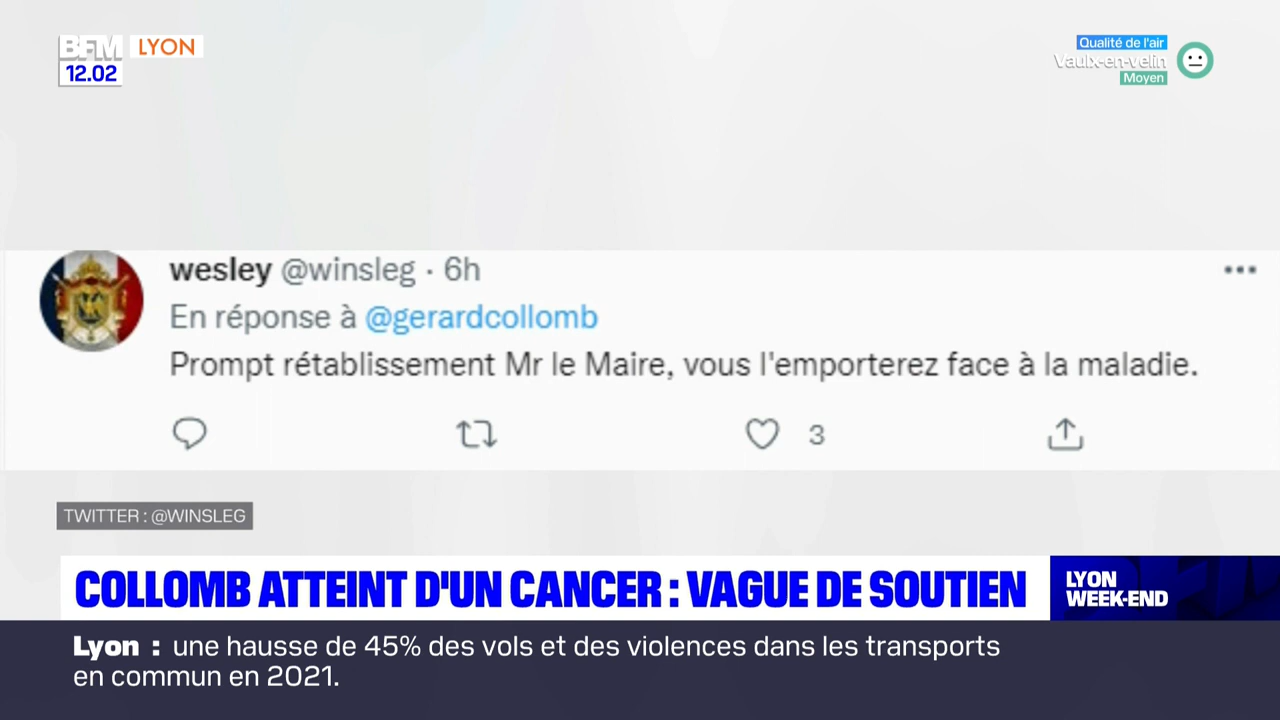 BFM LYON
12.02
Qualité de l'air
Vaulx-en-velin
Moyen
wesley @winsleg · 6h
En réponse à @gerardcollomb
Prompt rétablissement Mr le Maire, vous l'emporterez face à la maladie.
3
TWITTER : @WINSLEG
COLLOMB ATTEINT D'UN CANCER : VAGUE DE SOUTIEN
LYON
WEEK-END
Lyon : une hausse de 45% des vols et des violences dans les transports
en commun en 2021.